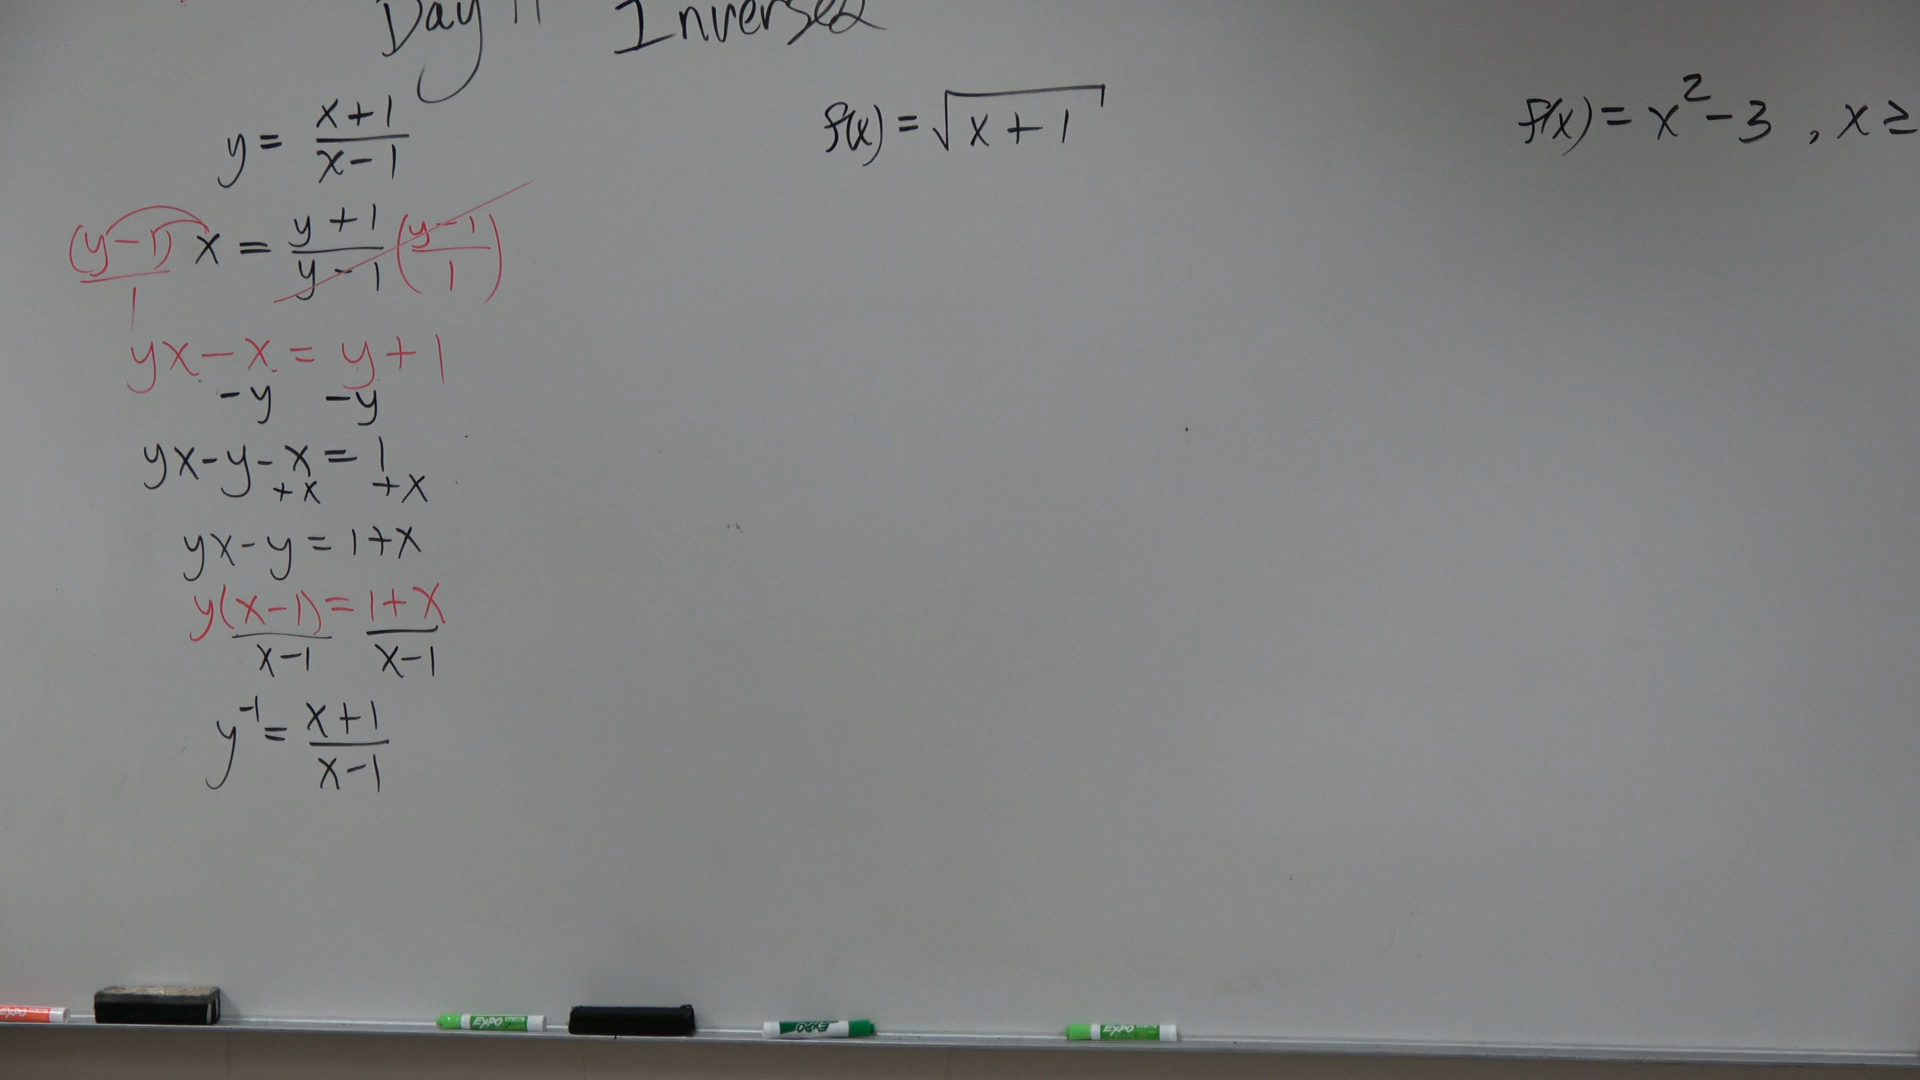 Day 11 Inverses
y = x+1
x-1
(y-1) x = y+1 (y-1)
1 y-1 1
yx - x = y + 1
-y -y
yx - y - x = 1
+x +x
yx - y = 1+x
y(x-1) = 1+x
x-1 x-1
y⁻¹ = x+1
x-1
f(x) = √x+1
f(x) = x² - 3 , x ≥
EXPO
EXPO
EXPO
EXPO